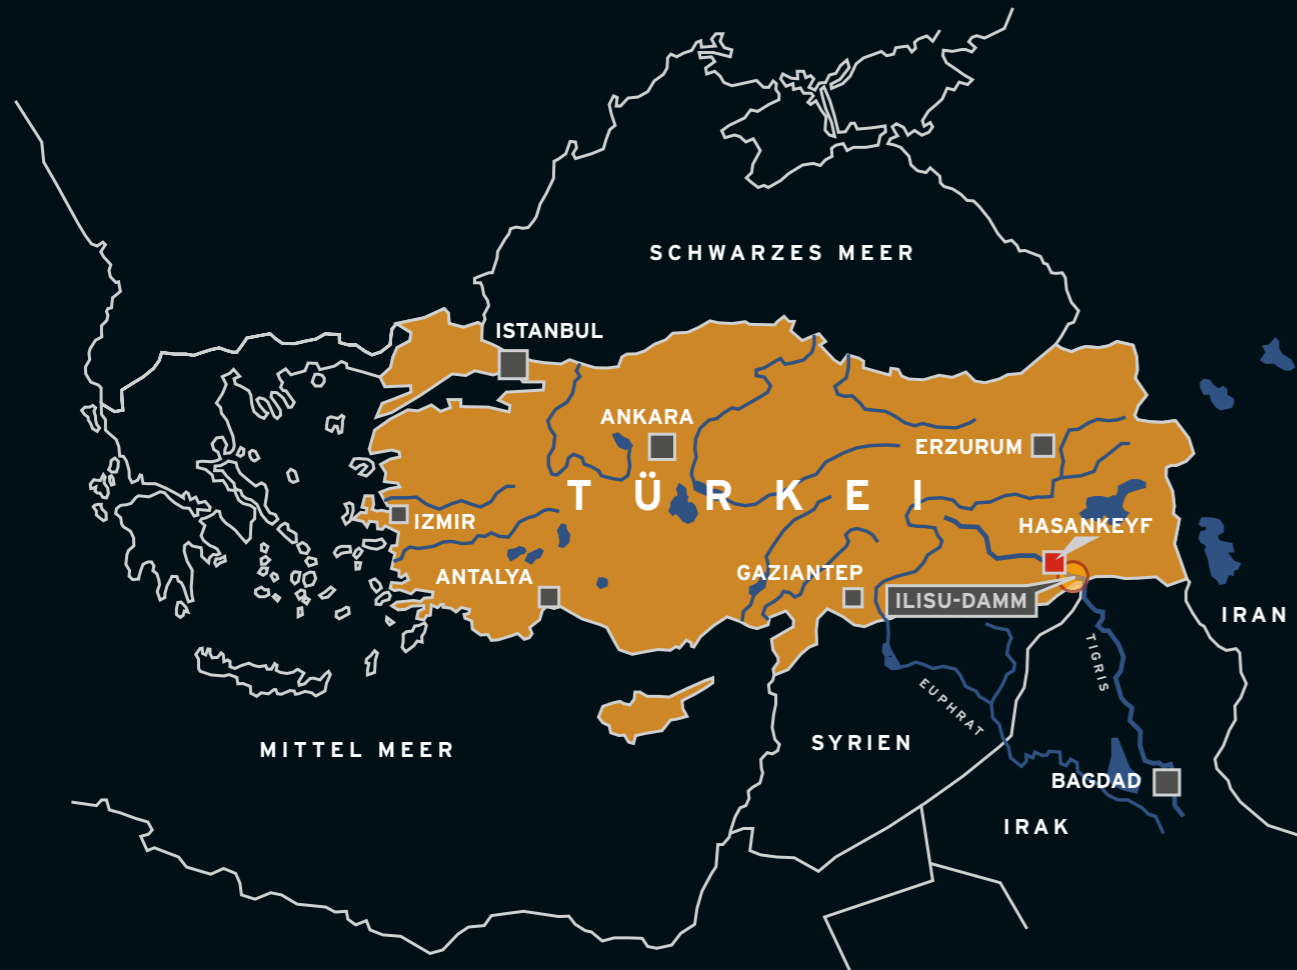 SCHWARZES MEER
ISTANBUL
ANKARA
ERZURUM
TÜRKEI
IZMIR
HASANKEYF
ANTALYA
GAZIANTEP
ILISU-DAMM
IRAN
TIGRIS
EUPHRAT
SYRIEN
MITTEL MEER
BAGDAD
IRAK